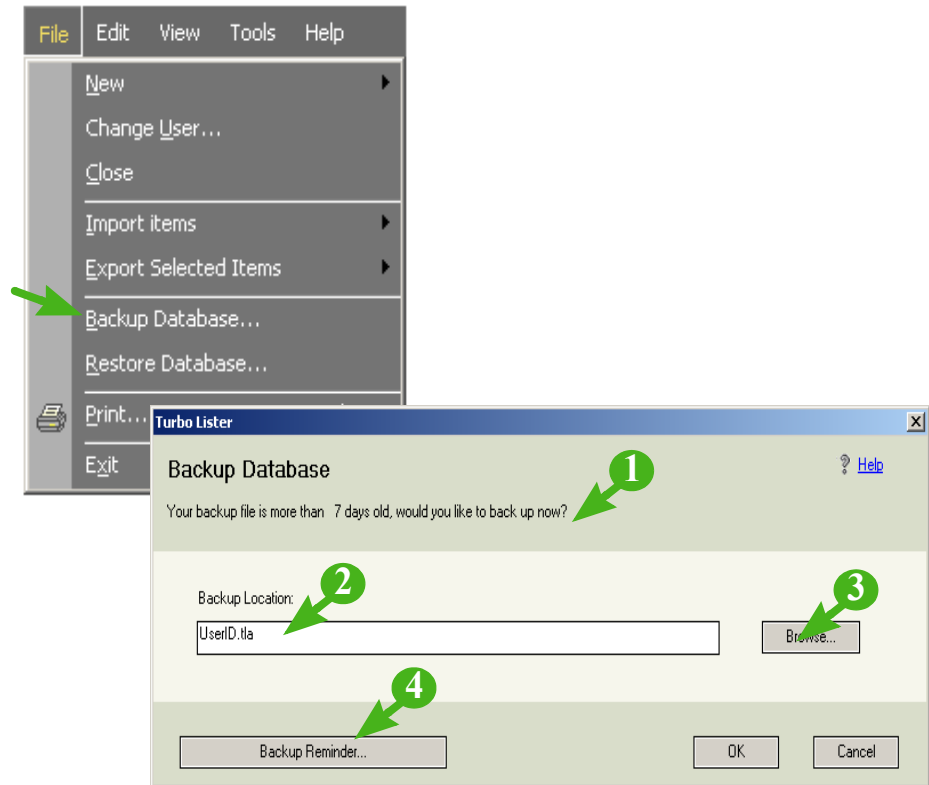 File Edit View Tools Help
New
Change User...
Close
Import items
Export Selected Items
Backup Database...
Restore Database...
Print...
Exit
Turbo Lister
Backup Database
Help
1
Your backup file is more than 7 days old, would you like to back up now?
2
3
Backup Location:
UserID.tla
Browse...
4
Backup Reminder...
OK
Cancel